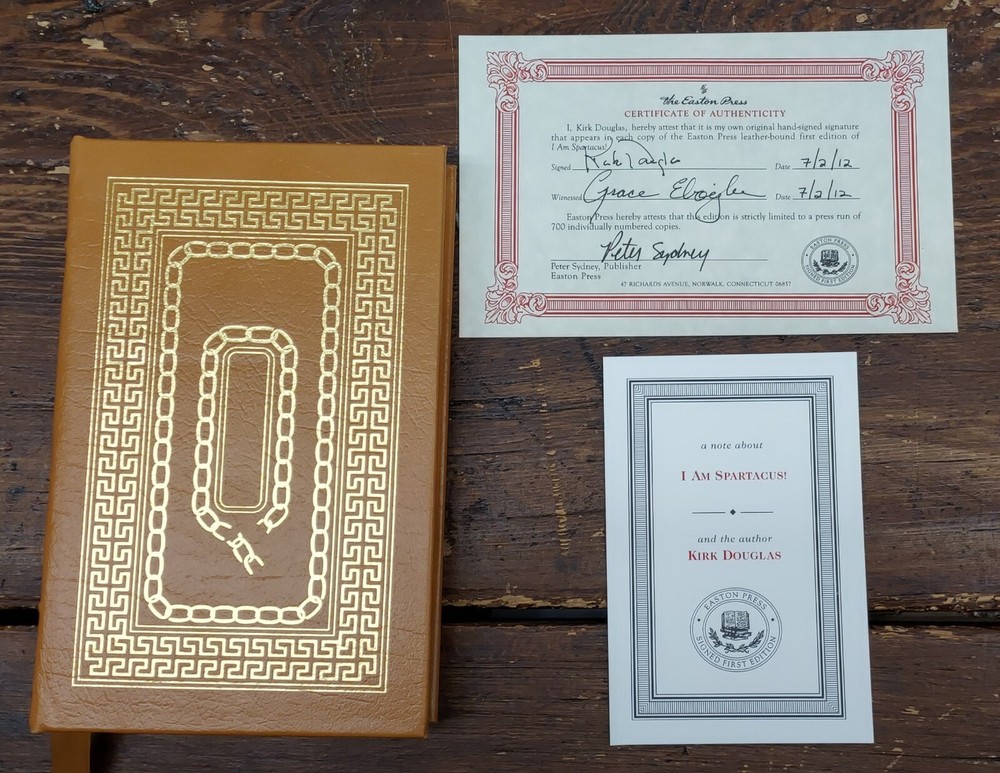 The Easton Press
CERTIFICATE OF AUTHENTICITY
I, Kirk Douglas, hereby attest that it is my own original hand-signed signature
that appears in each copy of the Easton Press leather-bound first edition of
I Am Spartacus!
Signed Kirk Douglas Date 7/2/12
Witnessed Grace Date 7/2/12
Easton Press hereby attests that this edition is strictly limited to a press run of
700 individually numbered copies.
Peter Sydney
Peter Sydney, Publisher
Easton Press
47 RICHARDS AVENUE, NORWALK, CONNECTICUT 06857
EASTON PRESS
SIGNED FIRST EDITION
a note about
I AM SPARTACUS!
and the author
KIRK DOUGLAS
EASTON PRESS
SIGNED FIRST EDITION